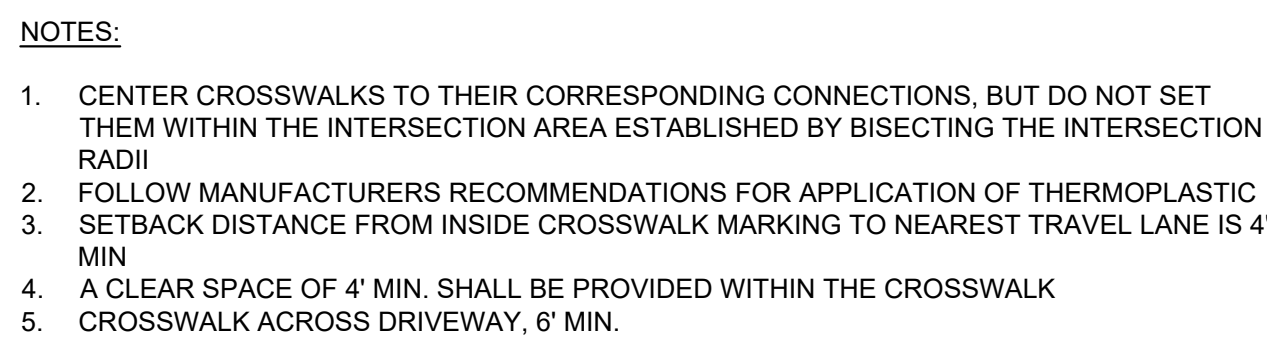 NOTES:
1. CENTER CROSSWALKS TO THEIR CORRESPONDING CONNECTIONS, BUT DO NOT SET
THEM WITHIN THE INTERSECTION AREA ESTABLISHED BY BISECTING THE INTERSECTION
RADII
2. FOLLOW MANUFACTURERS RECOMMENDATIONS FOR APPLICATION OF THERMOPLASTIC
3. SETBACK DISTANCE FROM INSIDE CROSSWALK MARKING TO NEAREST TRAVEL LANE IS 4'
MIN
4. A CLEAR SPACE OF 4' MIN. SHALL BE PROVIDED WITHIN THE CROSSWALK
5. CROSSWALK ACROSS DRIVEWAY, 6' MIN.